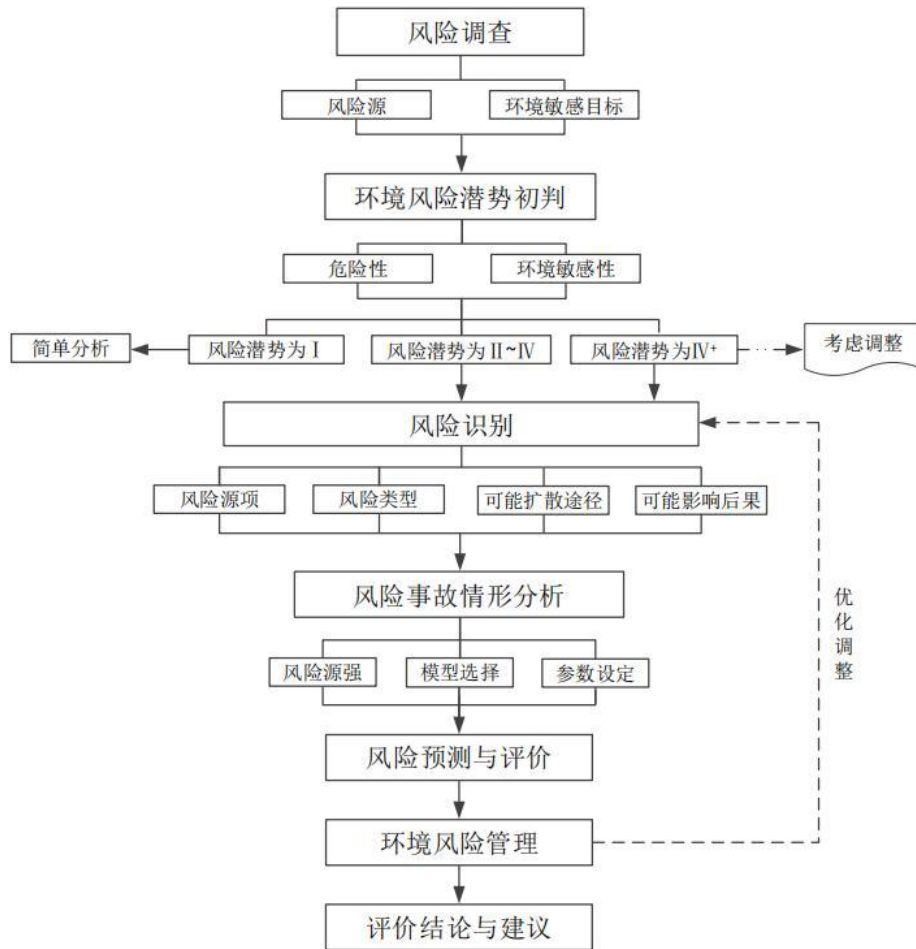 风险调查
风险源
环境敏感目标
环境风险潜势初判
危险性
环境敏感性
简单分析
风险潜势为Ⅰ
风险潜势为Ⅱ~Ⅳ
风险潜势为Ⅳ+
考虑调整
风险识别
风险源项
风险类型
可能扩散途径
可能影响后果
风险事故情形分析
优化调整
风险源强
模型选择
参数设定
风险预测与评价
环境风险管理
评价结论与建议